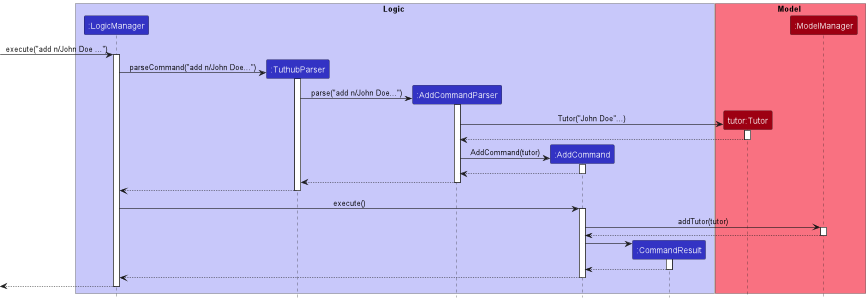 Logic
Model
:LogicManager
:ModelManager
execute("add n/John Doe ...")
parseCommand("add n/John Doe...")
:TuthubParser
parse("add n/John Doe...")
:AddCommandParser
Tutor("John Doe"...)
tutor:Tutor
AddCommand(tutor)
:AddCommand
execute()
addTutor(tutor)
:CommandResult